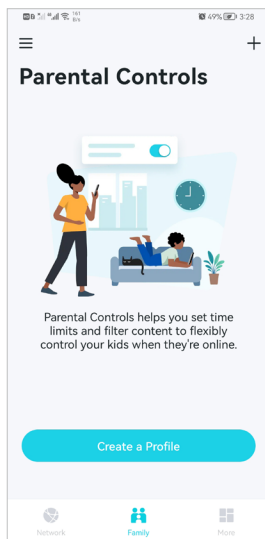 161
B/s
49% 3:28
Parental Controls
Parental Controls helps you set time
limits and filter content to flexibly
control your kids when they're online.
Create a Profile
Network
Family
More